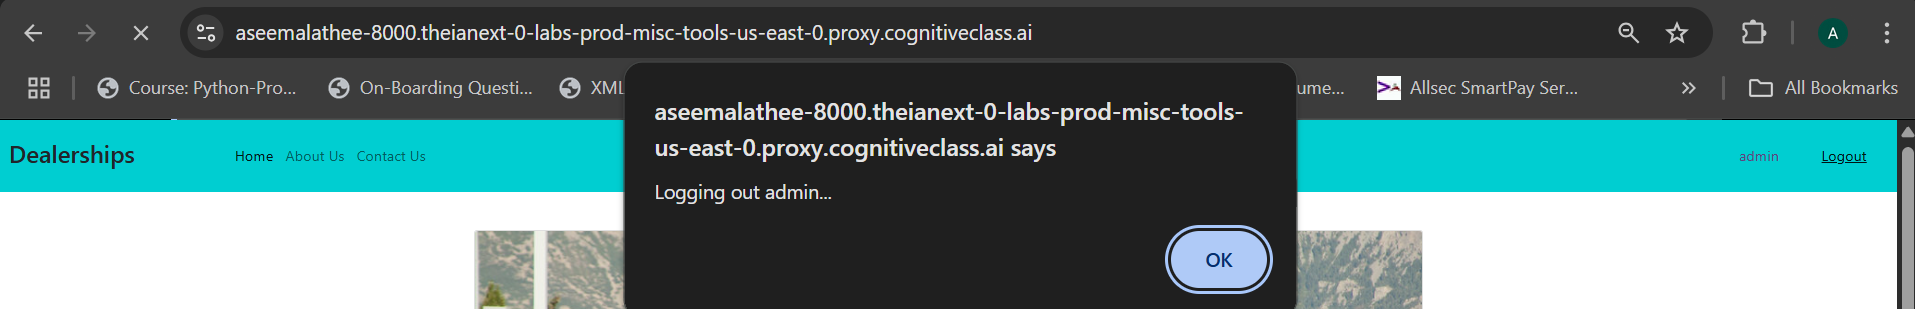 aseemalathee-8000.theianext-0-labs-prod-misc-tools-us-east-0.proxy.cognitiveclass.ai
A
Course: Python-Pro...
On-Boarding Questi...
XML
ume...
Allsec SmartPay Ser...
»
All Bookmarks
aseemalathee-8000.theianext-0-labs-prod-misc-tools-
us-east-0.proxy.cognitiveclass.ai says
Logging out admin...
OK
Dealerships
Home
About Us
Contact Us
admin
Logout